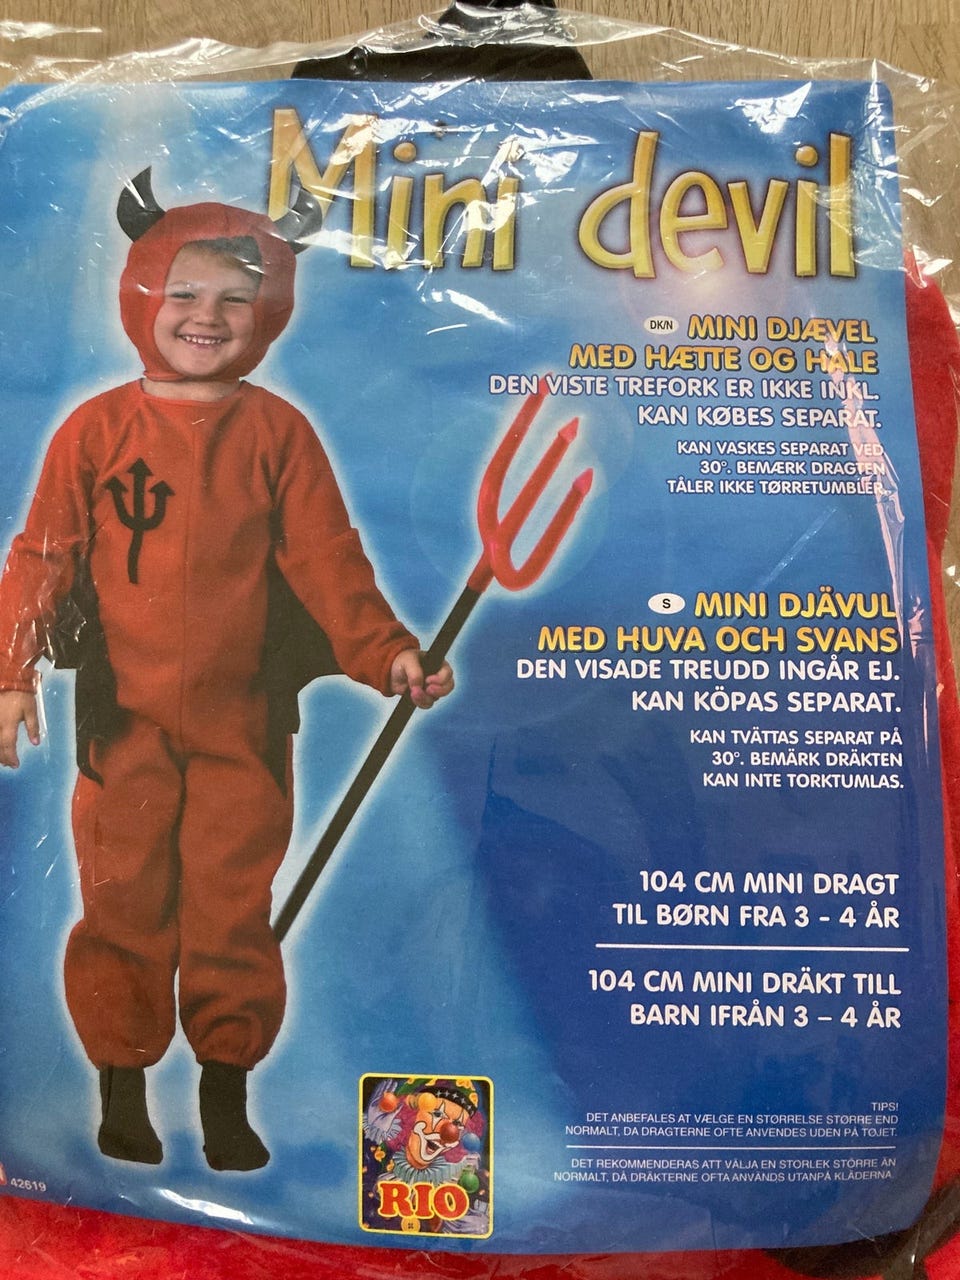 Mini devil
DK/N MINI DJÆVEL
MED HÆTTE OG HALE
DEN VISTE TREFORK ER IKKE INKL.
KAN KØBES SEPARAT.
KAN VASKES SEPARAT VED
30°. BEMÆRK DRAGTEN
TÅLER IKKE TØRRETUMBLER.
S MINI DJÄVUL
MED HUVA OCH SVANS
DEN VISADE TREUDD INGÅR EJ.
KAN KÖPAS SEPARAT.
KAN TVÄTTAS SEPARAT PÅ
30°. BEMÄRK DRÄKTEN
KAN INTE TORKTUMLAS.
104 CM MINI DRAGT
TIL BØRN FRA 3 - 4 ÅR
104 CM MINI DRÄKT TILL
BARN IFRÅN 3 – 4 ÅR
TIPS!
DET ANBEFALES AT VÆLGE EN STØRRELSE STØRRE END
NORMALT, DA DRAGTERNE OFTE ANVENDES UDEN PÅ TØJET.
DET REKOMMENDERAS ATT VÄLJA EN STORLEK STÖRRE ÄN
NORMALT, DÅ DRÄKTERNE OFTA ANVÄNDS UTANPÅ KLÄDERNA.
RIO
42619